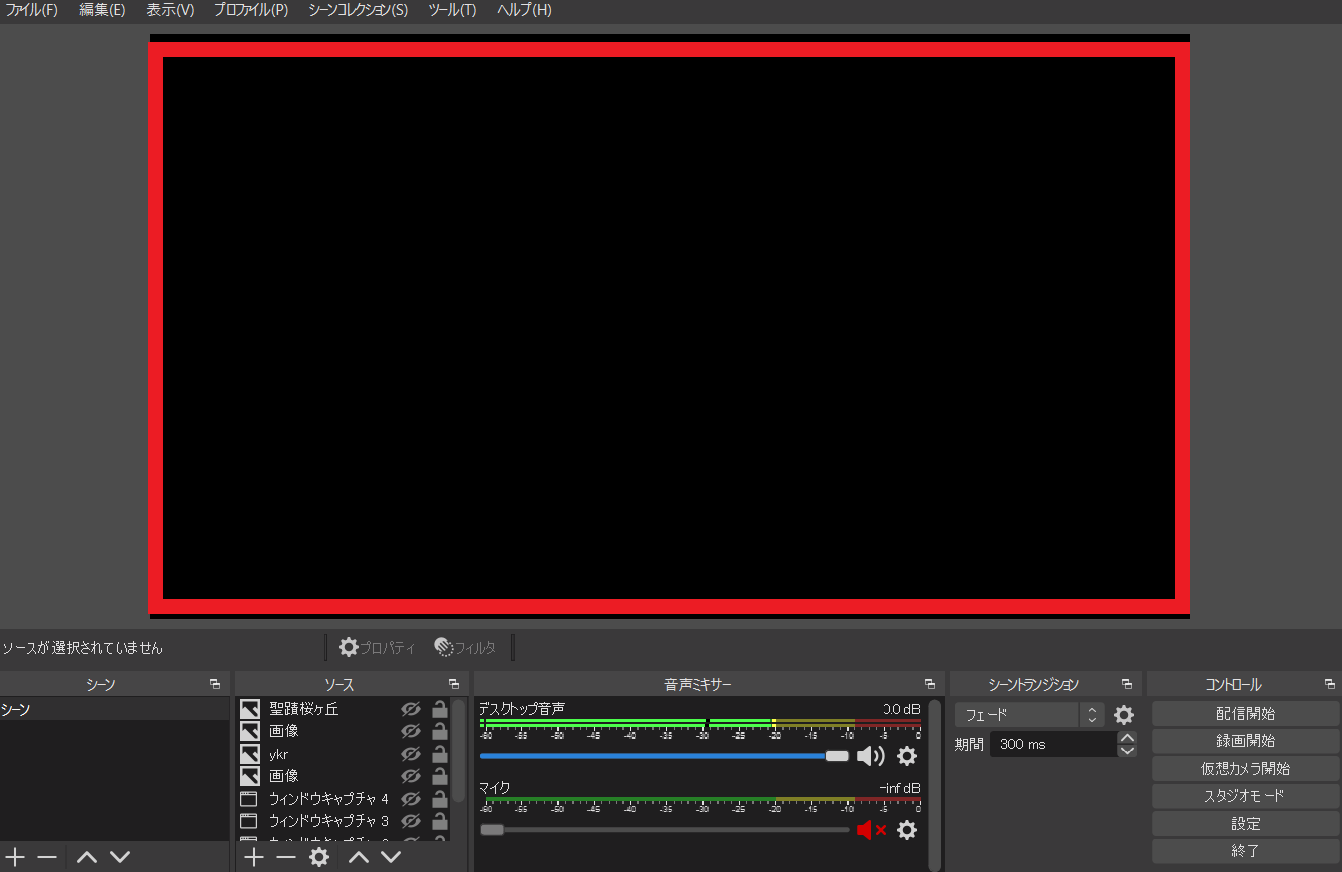 ファイル(F) 編集(E) 表示(V) プロファイル(P) シーンコレクション(S) ツール(T) ヘルプ(H)
ソースが選択されていません プロパティ フィルタ
シーン
シーン
ソース
聖蹟桜ヶ丘
画像
ykr
画像
ウィンドウキャプチャ 4
ウィンドウキャプチャ 3
音声ミキサー
デスクトップ音声 0.0 dB
-60 -55 -50 -45 -40 -35 -30 -25 -20 -15 -10 -5 0
マイク -inf dB
-60 -55 -50 -45 -40 -35 -30 -25 -20 -15 -10 -5 0
シーントランジション
フェード
期間 300 ms
コントロール
配信開始
録画開始
仮想カメラ開始
スタジオモード
設定
終了